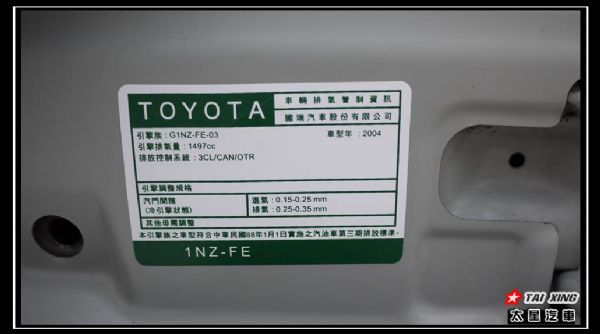 TOYOTA
車輛排氣管制資訊
國瑞汽車股份有限公司
引擎族：G1NZ-FE-03
車型年：2004
引擎排氣量：1497cc
排放控制系統：3CL/CAN/OTR
引擎調整規格
汽門間隙
(冷引擎狀態)
進氣：0.15-0.25 mm
排氣：0.25-0.35 mm
其他毋需調整
本引擎族之車型符合中華民國88年1月1日實施之汽油車第三期排放標準。
1NZ-FE
TAI XING
太星汽車